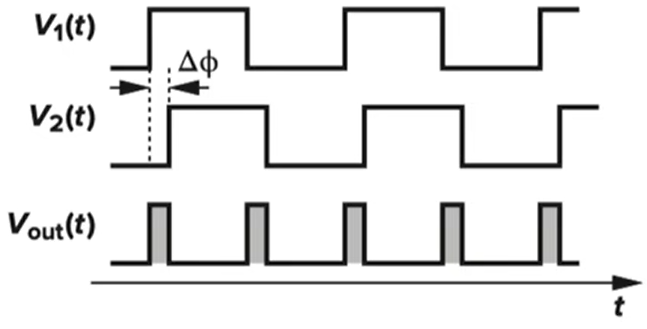 V₁(t)
Δϕ
V₂(t)
Vout(t)
t